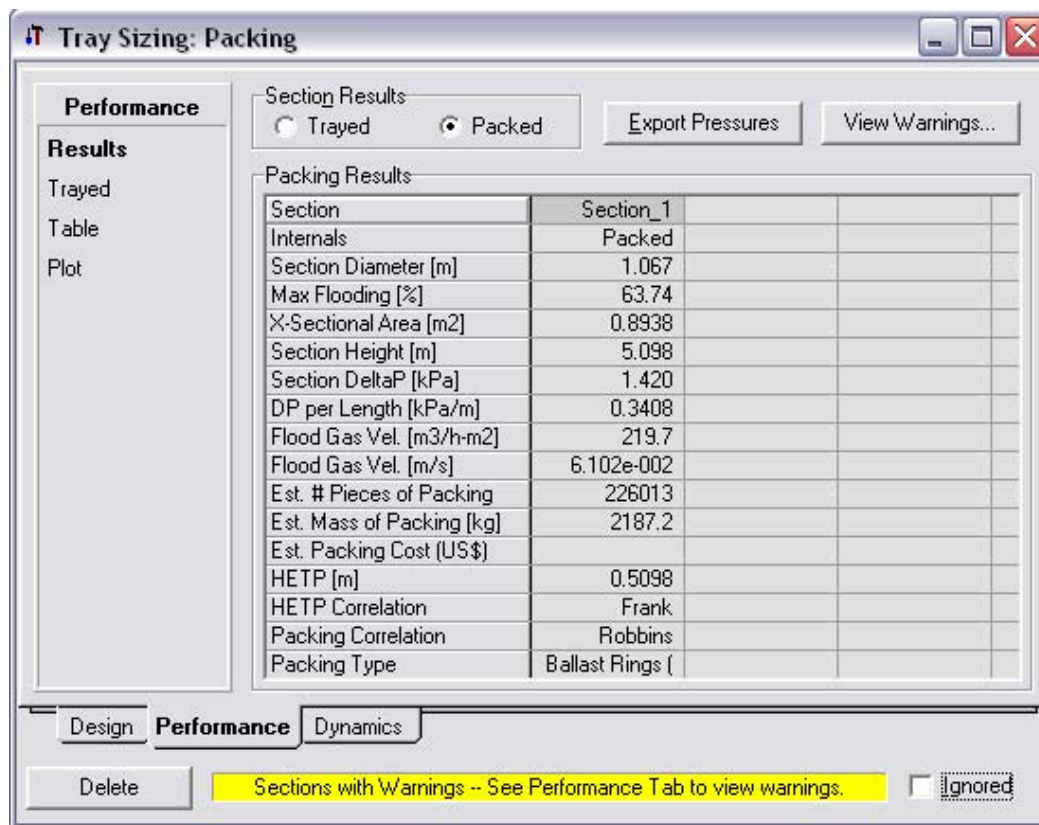 Tray Sizing: Packing
Performance
Results
Trayed
Table
Plot
Section Results
Trayed Packed
Export Pressures
View Warnings...
Packing Results
Section Section_1
Internals Packed
Section Diameter [m] 1.067
Max Flooding [%] 63.74
X-Sectional Area [m2] 0.8938
Section Height [m] 5.098
Section DeltaP [kPa] 1.420
DP per Length [kPa/m] 0.3408
Flood Gas Vel. [m3/h-m2] 219.7
Flood Gas Vel. [m/s] 6.102e-002
Est. # Pieces of Packing 226013
Est. Mass of Packing [kg] 2187.2
Est. Packing Cost (US$)
HETP [m] 0.5098
HETP Correlation Frank
Packing Correlation Robbins
Packing Type Ballast Rings (
Design Performance Dynamics
Delete
Sections with Warnings -- See Performance Tab to view warnings.
Ignored